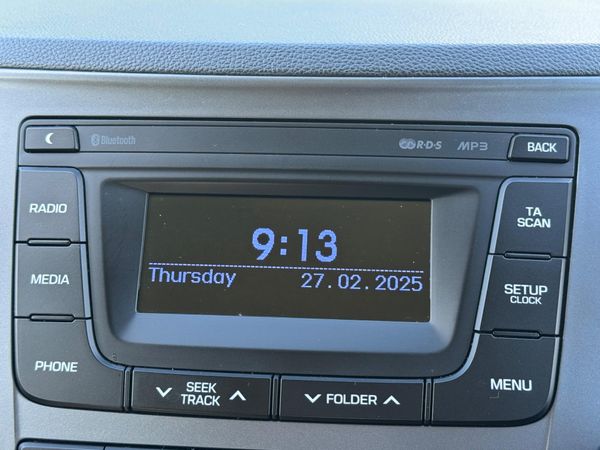 Bluetooth
R·D·S
MP3
BACK
RADIO
TA
SCAN
9:13
MEDIA
Thursday
27.02.2025
SETUP
CLOCK
PHONE
SEEK
TRACK
FOLDER
MENU